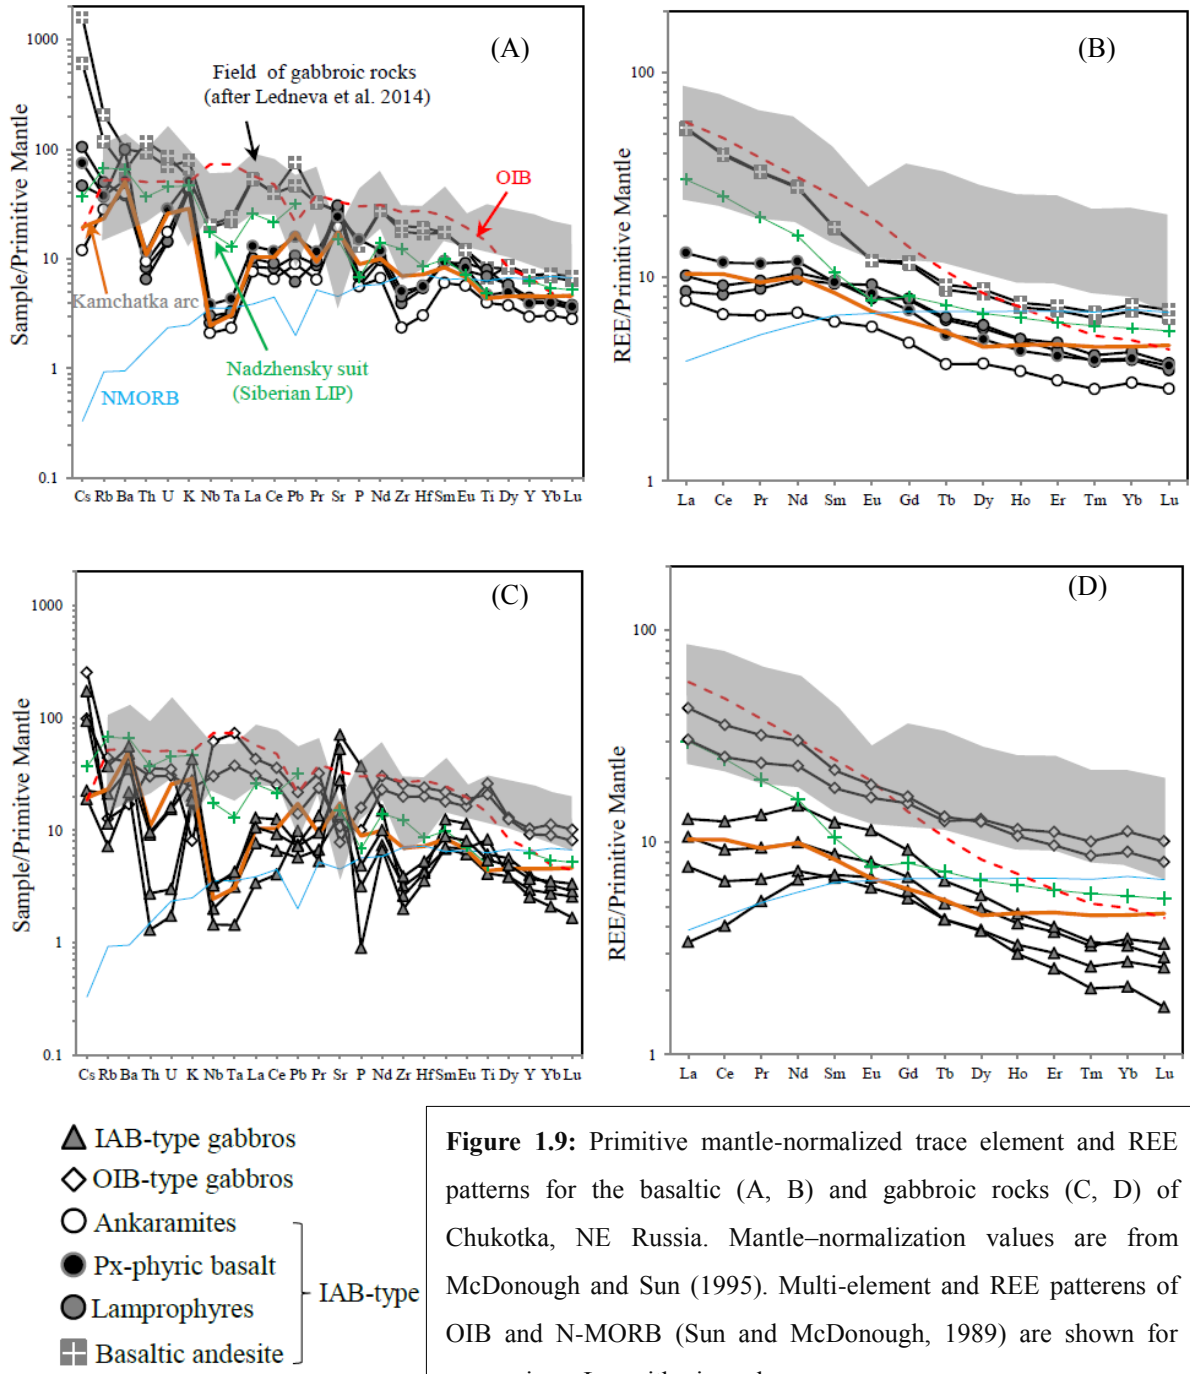 (A)
Sample/Primitive Mantle
1000
100
10
1
0.1
Field of gabbroic rocks
(after Ledneva et al. 2014)
OIB
Kamchatka arc
Nadzhensky suit
(Siberian LIP)
NMORB
Cs Rb Ba Th U K Nb Ta La Ce Pb Pr Sr P Nd Zr Hf Sm Eu Ti Dy Y Yb Lu
(B)
REE/Primitive Mantle
100
10
1
La Ce Pr Nd Sm Eu Gd Tb Dy Ho Er Tm Yb Lu
(C)
Sample/Primitve Mantle
1000
100
10
1
0.1
Cs Rb Ba Th U K Nb Ta La Ce Pb Pr Sr P Nd Zr Hf Sm Eu Ti Dy Y Yb Lu
(D)
REE/Primitive Mantle
100
10
1
La Ce Pr Nd Sm Eu Gd Tb Dy Ho Er Tm Yb Lu
IAB-type gabbros
OIB-type gabbros
Ankaramites
Px-phyric basalt
Lamprophyres
Basaltic andesite
IAB-type
Figure 1.9: Primitive mantle-normalized trace element and REE
patterns for the basaltic (A, B) and gabbroic rocks (C, D) of
Chukotka, NE Russia. Mantle–normalization values are from
McDonough and Sun (1995). Multi-element and REE patterens of
OIB and N-MORB (Sun and McDonough, 1989) are shown for